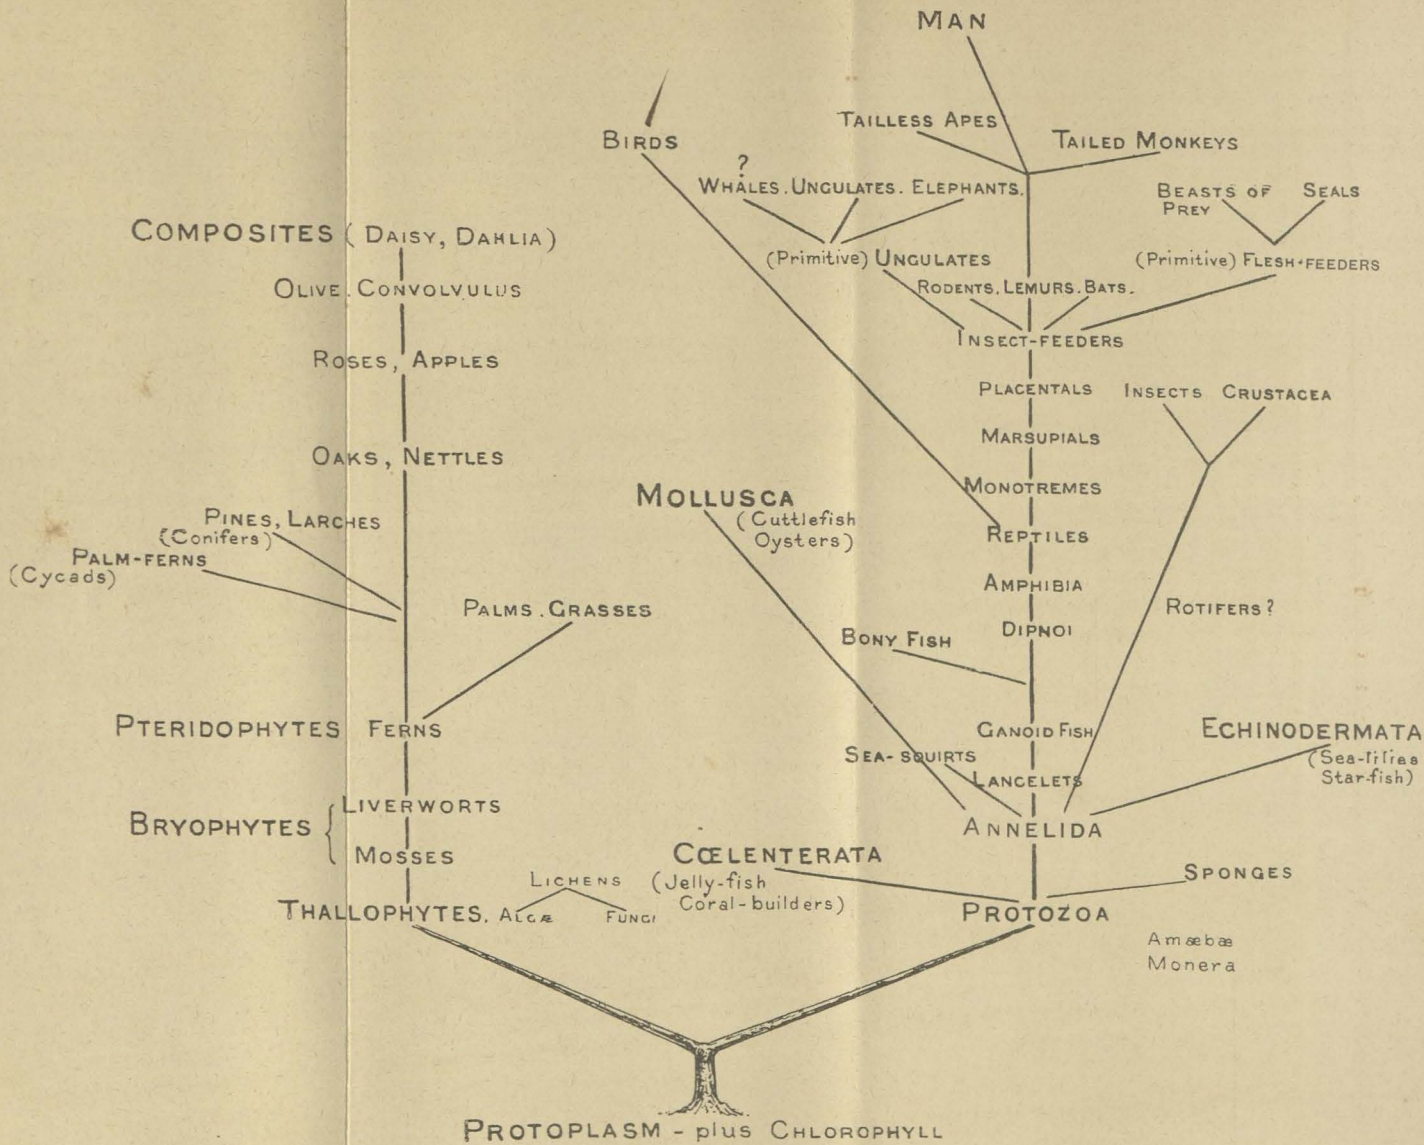 MAN
TAILLESS APES
TAILED MONKEYS
BIRDS
?
WHALES. UNGULATES. ELEPHANTS.
BEASTS OF PREY
SEALS
COMPOSITES (DAISY, DAHLIA)
(Primitive) UNGULATES
(Primitive) FLESH-FEEDERS
OLIVE. CONVOLVULUS
RODENTS. LEMURS. BATS.
INSECT-FEEDERS
ROSES, APPLES
PLACENTALS
INSECTS CRUSTACEA
MARSUPIALS
OAKS, NETTLES
MONOTREMES
MOLLUSCA
(Cuttlefish
Oysters)
PINES, LARCHES
(Conifers)
REPTILES
PALM-FERNS
(Cycads)
AMPHIBIA
PALMS. GRASSES
ROTIFERS?
DIPNOI
BONY FISH
PTERIDOPHYTES FERNS
GANOID FISH
ECHINODERMATA
(Sea-lilies
Star-fish)
SEA-SQUIRTS
LANCELETS
LIVERWORTS
BRYOPHYTES
MOSSES
ANNELIDA
CŒLENTERATA
(Jelly-fish
Coral-builders)
SPONGES
LICHENS
THALLOPHYTES. ALGÆ FUNGI
PROTOZOA
Amæbæ
Monera
PROTOPLASM - plus CHLOROPHYLL